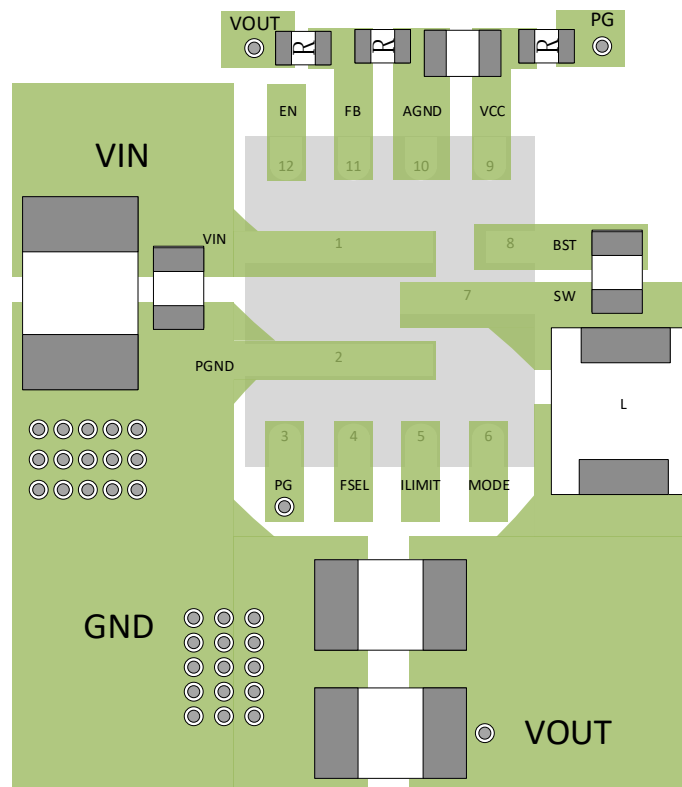 VOUT
PG
R
R
R
EN
FB
AGND
VCC
VIN
12
11
10
9
VIN
1
8
BST
7
SW
PGND
2
L
3
4
5
6
PG
FSEL
ILIMIT
MODE
GND
VOUT